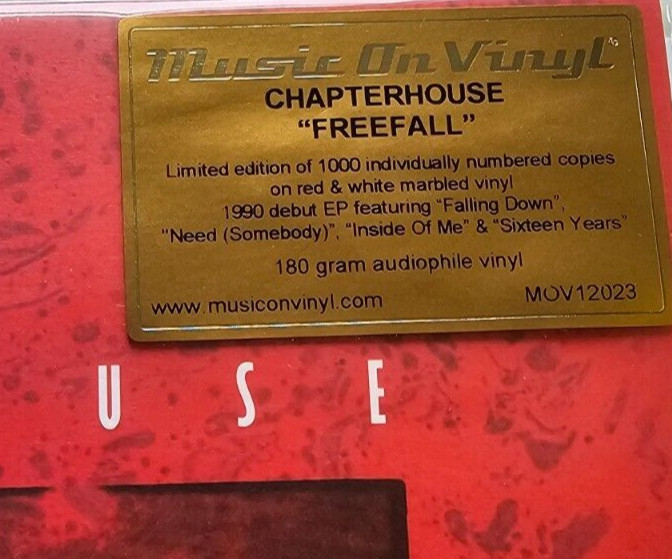 Music On Vinyl
CHAPTERHOUSE
“FREEFALL”
Limited edition of 1000 individually numbered copies
on red & white marbled vinyl
1990 debut EP featuring “Falling Down”,
"Need (Somebody)”, “Inside Of Me” & “Sixteen Years”
180 gram audiophile vinyl
www.musiconvinyl.com MOV12023
U S E